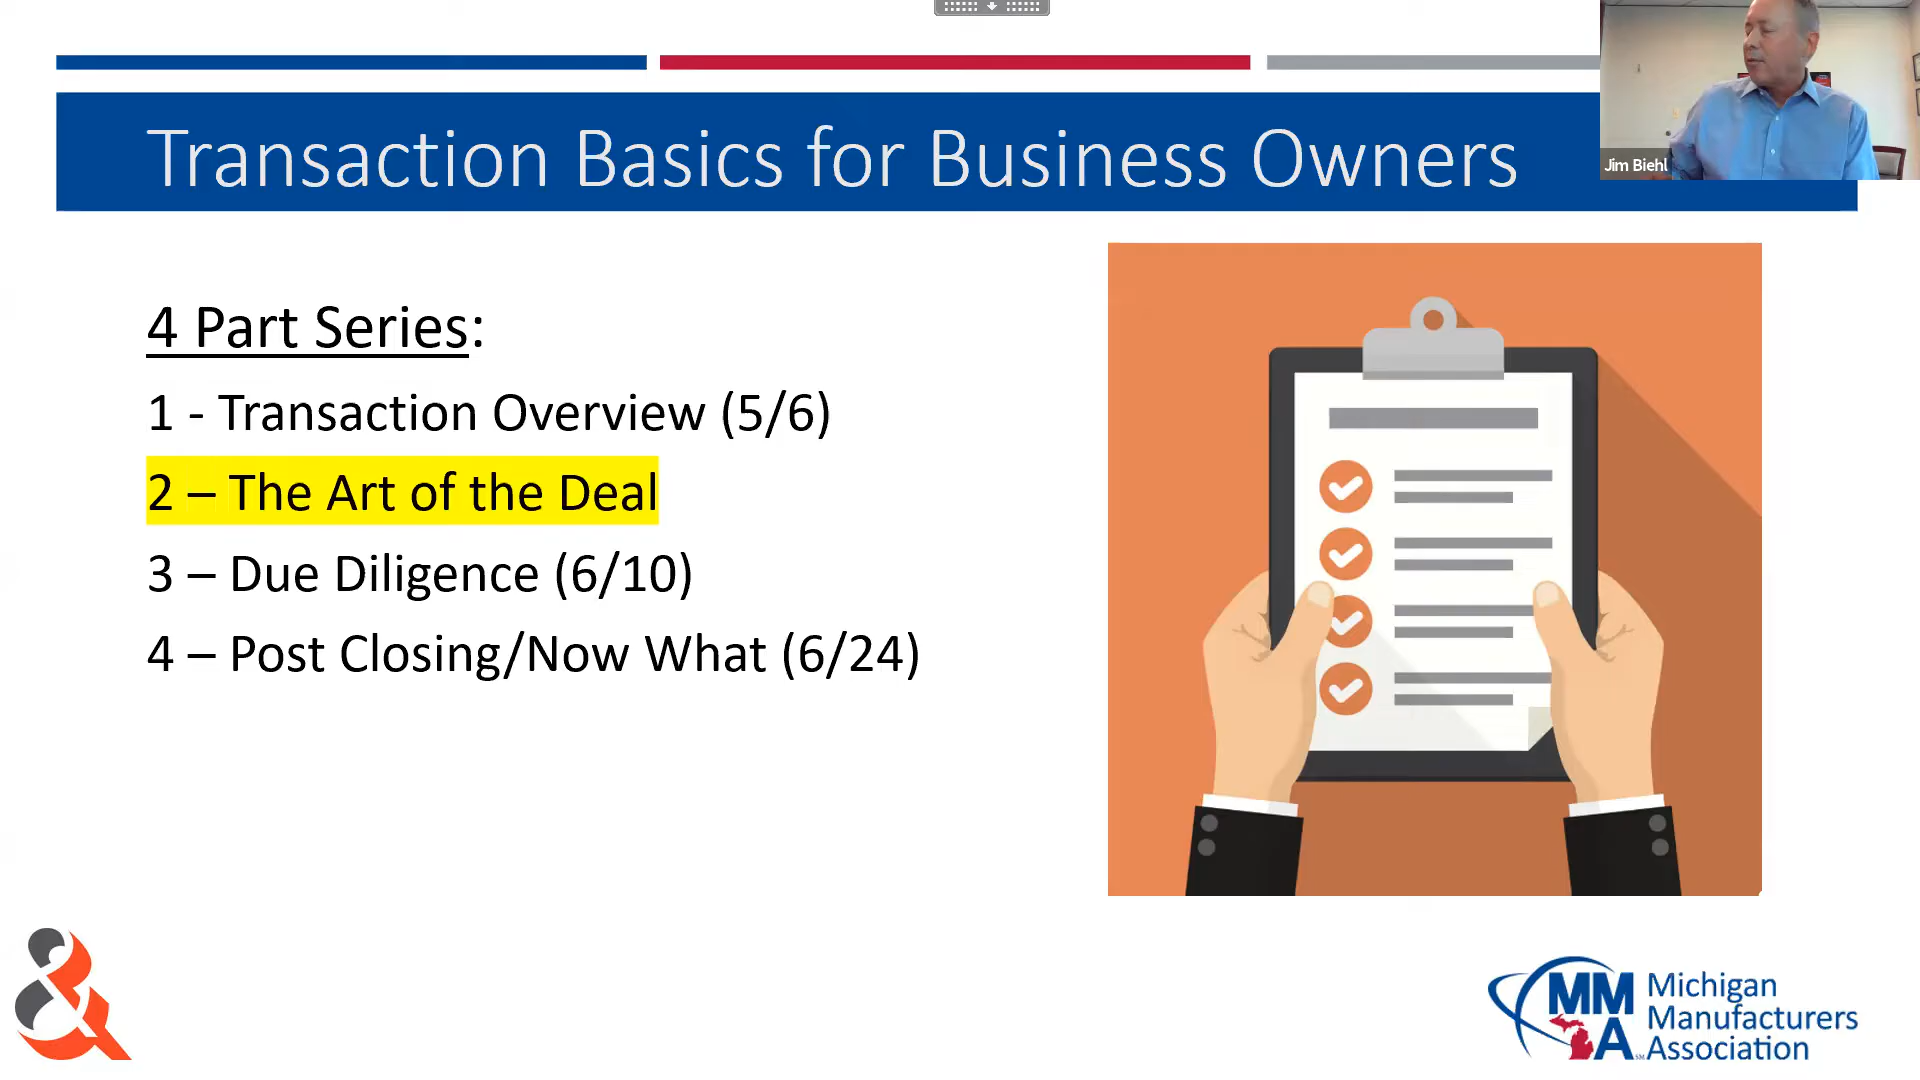 Transaction Basics for Business Owners
Jim Biehl
4 Part Series:
1 - Transaction Overview (5/6)
2 – The Art of the Deal
3 – Due Diligence (6/10)
4 – Post Closing/Now What (6/24)
&
MM
A
SM
Michigan
Manufacturers
Association